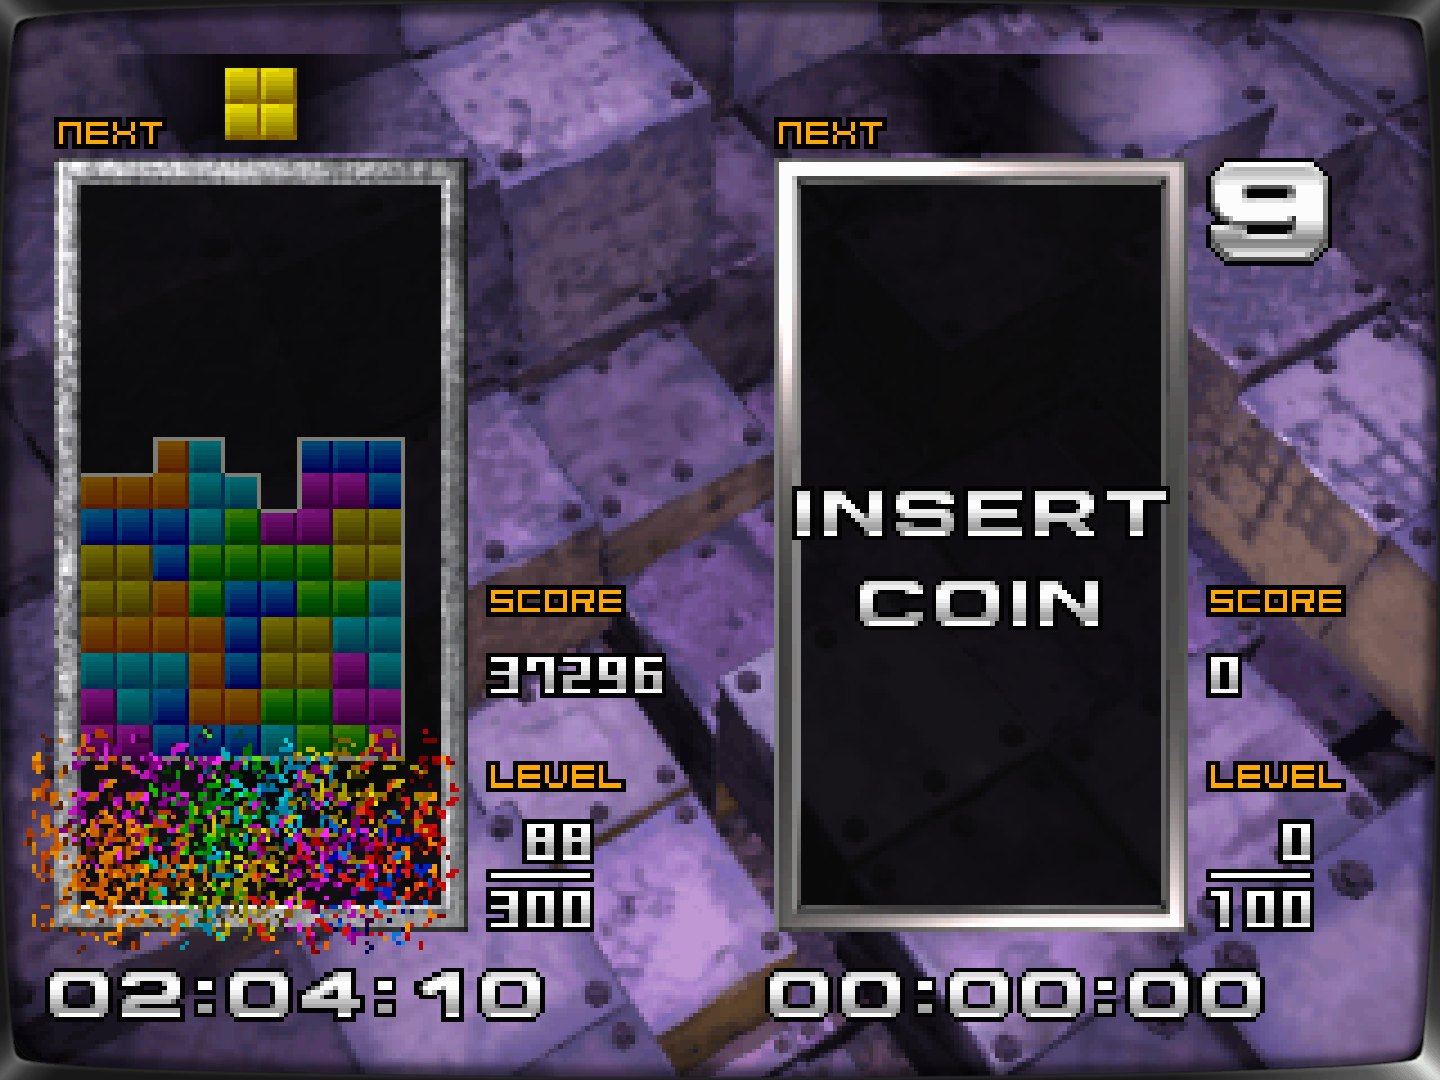 NEXT
SCORE
37296
LEVEL
88
300
02:04:10
NEXT
9
INSERT
COIN
SCORE
0
LEVEL
0
100
00:00:00